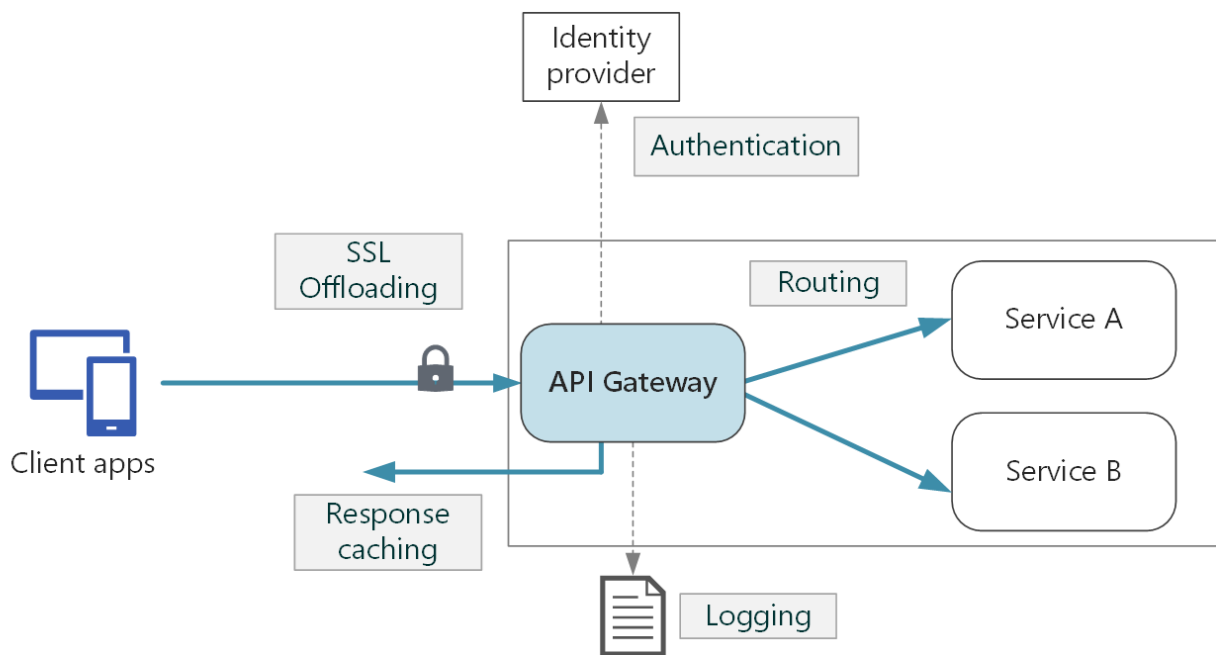 Identity
provider
Authentication
SSL
Offloading
Routing
Service A
API Gateway
Client apps
Service B
Response
caching
Logging